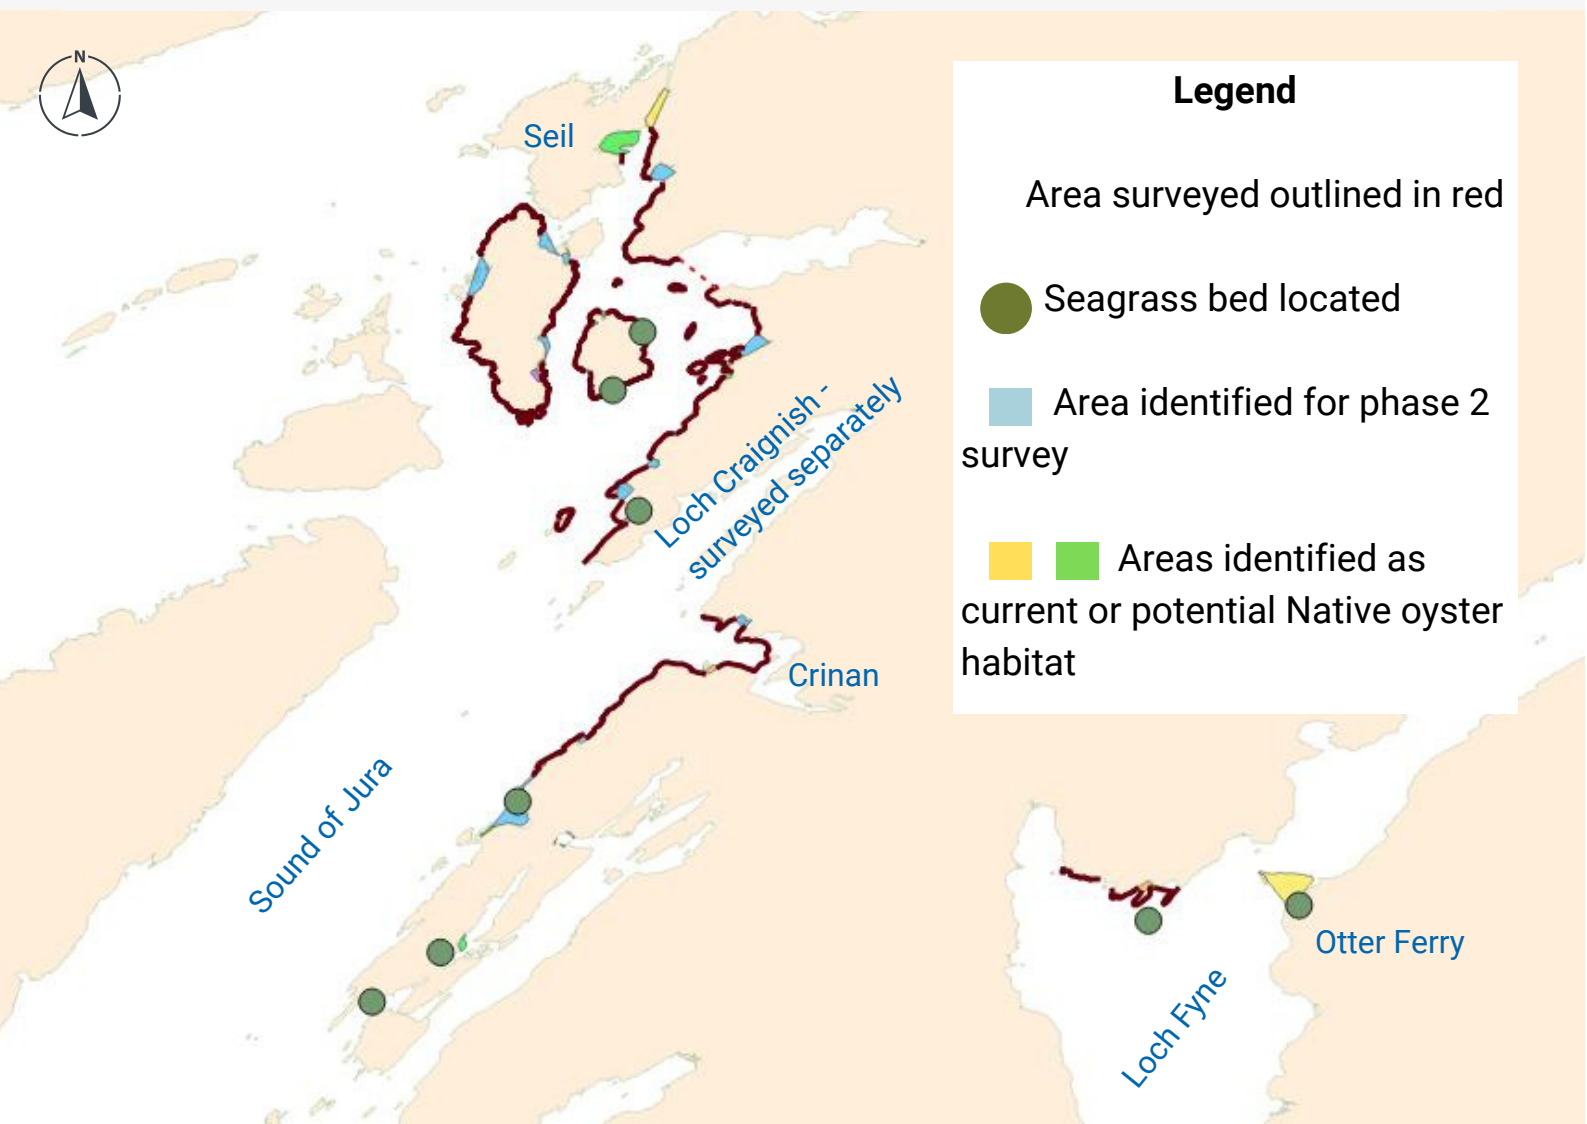 N
Legend
Seil
Area surveyed outlined in red
Seagrass bed located
Area identified for phase 2
survey
Loch Craignish -
surveyed separately
Areas identified as
current or potential Native oyster
habitat
Crinan
Sound of Jura
Otter Ferry
Loch Fyne